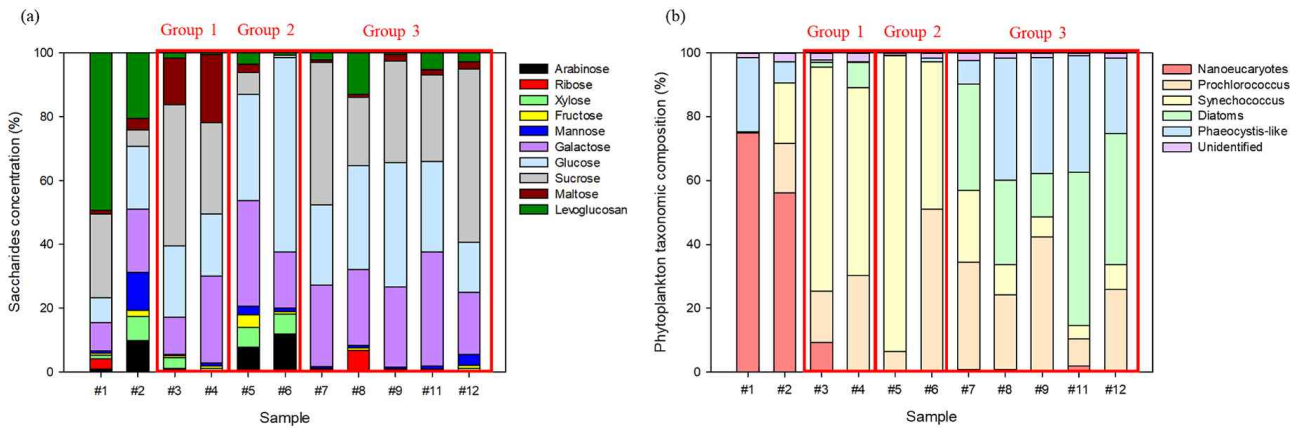 (a)
Group 1 Group 2 Group 3
Saccharides concentration (%)
100
80
60
40
20
0
#1 #2 #3 #4 #5 #6 #7 #8 #9 #11 #12
Sample
Arabinose
Ribose
Xylose
Fructose
Mannose
Galactose
Glucose
Sucrose
Maltose
Levoglucosan
(b)
Group 1 Group 2 Group 3
Phytoplankton taxonomic composition (%)
100
80
60
40
20
0
#1 #2 #3 #4 #5 #6 #7 #8 #9 #11 #12
Sample
Nanoeucaryotes
Prochlorococcus
Synechococcus
Diatoms
Phaeocystis-like
Unidentified